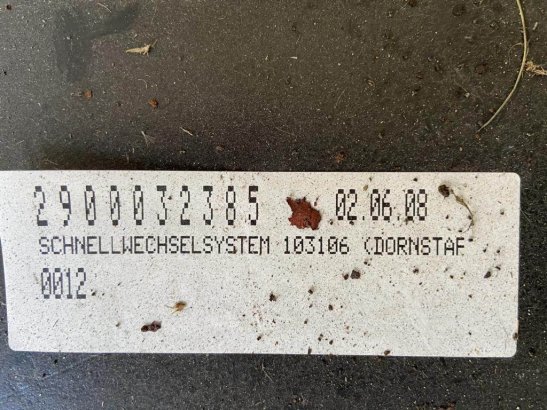 2900032385 02.06.08
SCHNELLWECHSELSYSTEM 103106 (DORNSTAF
0012